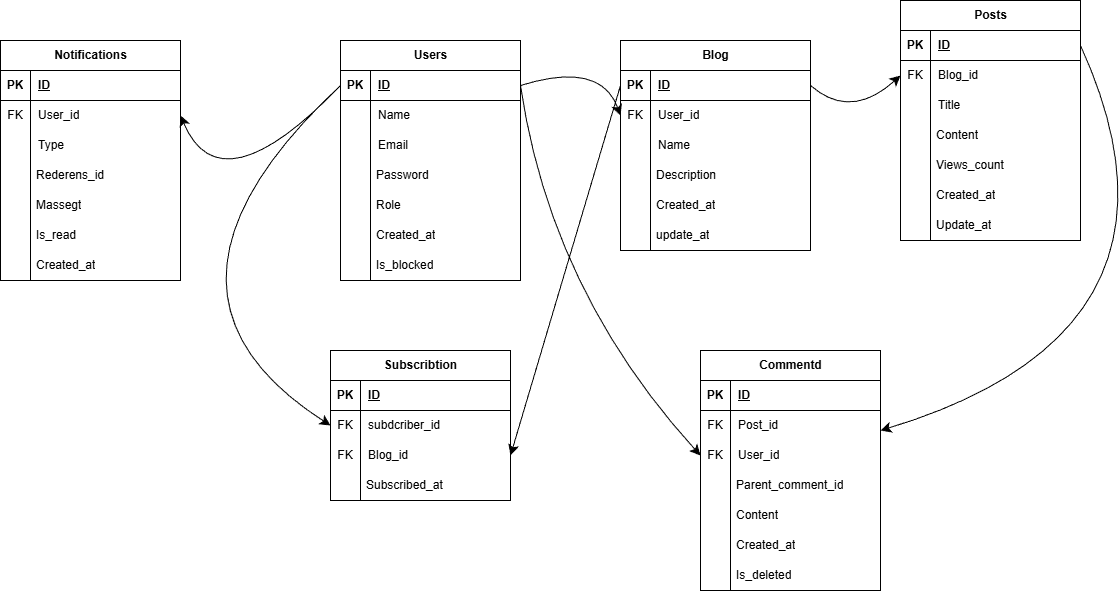 Notifications
PK ID
FK User_id
Type
Rederens_id
Massegt
Is_read
Created_at
Users
PK ID
Name
Email
Password
Role
Created_at
Is_blocked
Blog
PK ID
FK User_id
Name
Description
Created_at
update_at
Posts
PK ID
FK Blog_id
Title
Content
Views_count
Created_at
Update_at
Subscribtion
PK ID
FK subdcriber_id
FK Blog_id
Subscribed_at
Commentd
PK ID
FK Post_id
FK User_id
Parent_comment_id
Content
Created_at
Is_deleted